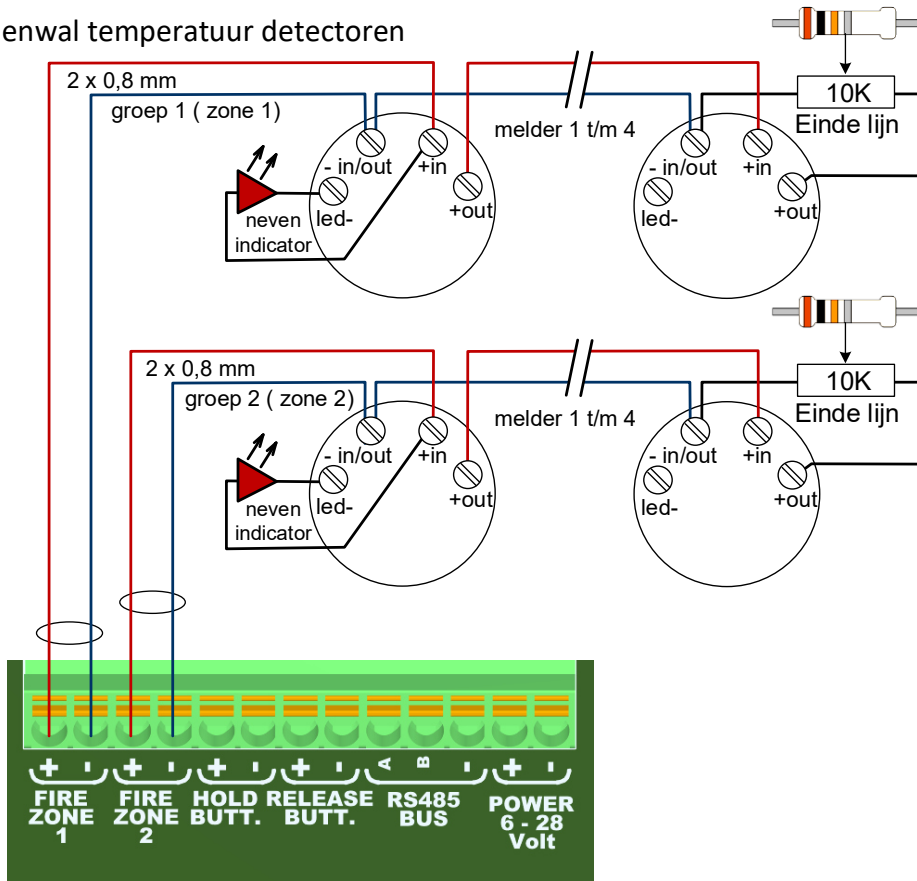 enwal temperatuur detectoren
2 x 0,8 mm
groep 1 ( zone 1)
melder 1 t/m 4
10K
Einde lijn
- in/out
+in
led-
+out
neven
indicator
- in/out
+in
led-
+out
2 x 0,8 mm
groep 2 ( zone 2)
melder 1 t/m 4
10K
Einde lijn
- in/out
+in
led-
+out
neven
indicator
- in/out
+in
led-
+out
+ - + - + - + - A B - + -
FIRE ZONE 1
FIRE ZONE 2
HOLD BUTT.
RELEASE BUTT.
RS485 BUS
POWER 6 - 28 Volt